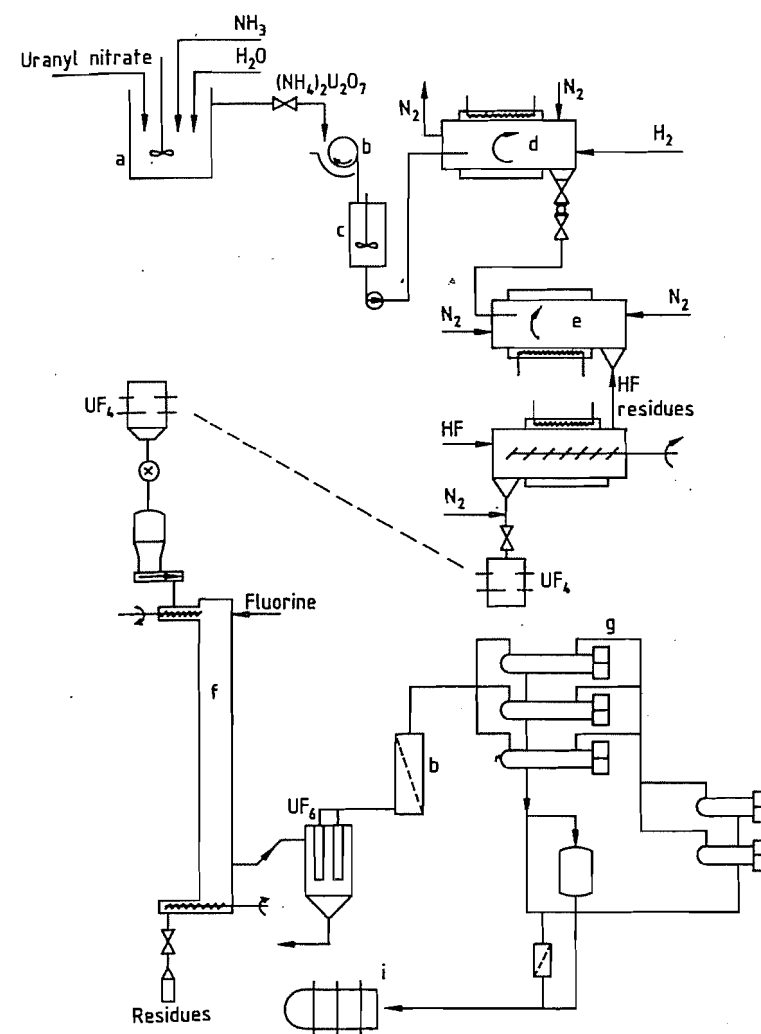 NH₃
Uranyl nitrate
H₂O
(NH₄)₂U₂O₇
a
b
c
N₂
N₂
d
H₂
N₂
e
N₂
HF
residues
HF
N₂
UF₄
UF₄
Fluorine
f
g
b
UF₆
i
Residues